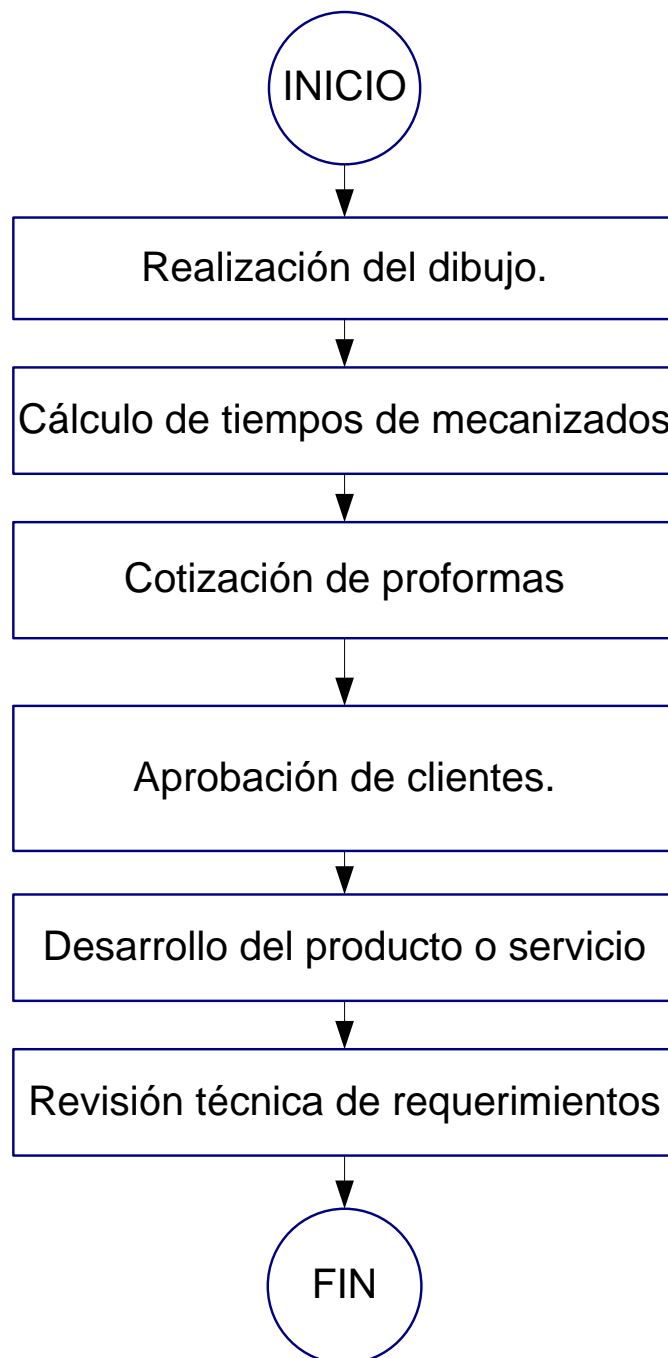 INICIO
Realización del dibujo.
Cálculo de tiempos de mecanizados
Cotización de proformas
Aprobación de clientes.
Desarrollo del producto o servicio
Revisión técnica de requerimientos
FIN